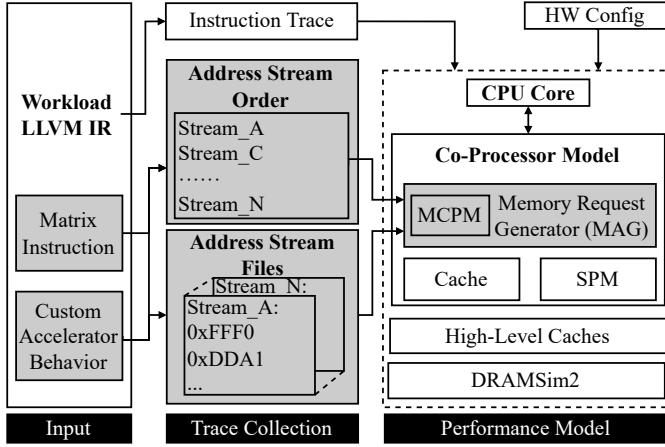 Workload
LLVM IR
Matrix
Instruction
Custom
Accelerator
Behavior
Input
Instruction Trace
Address Stream
Order
Stream_A
Stream_C
......
Stream_N
Address Stream
Files
Stream_N:
Stream_A:
0xFFF0
0xDDA1
...
Trace Collection
HW Config
CPU Core
Co-Processor Model
MCPM
Memory Request
Generator (MAG)
Cache
SPM
High-Level Caches
DRAMSim2
Performance Model